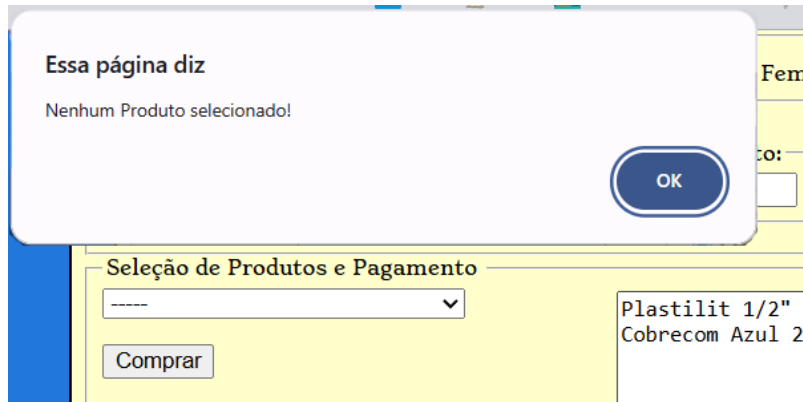 Essa página diz
Nenhum Produto selecionado!
OK
Seleção de Produtos e Pagamento
-----
Comprar
Plastilit 1/2"
Cobrecom Azul 2